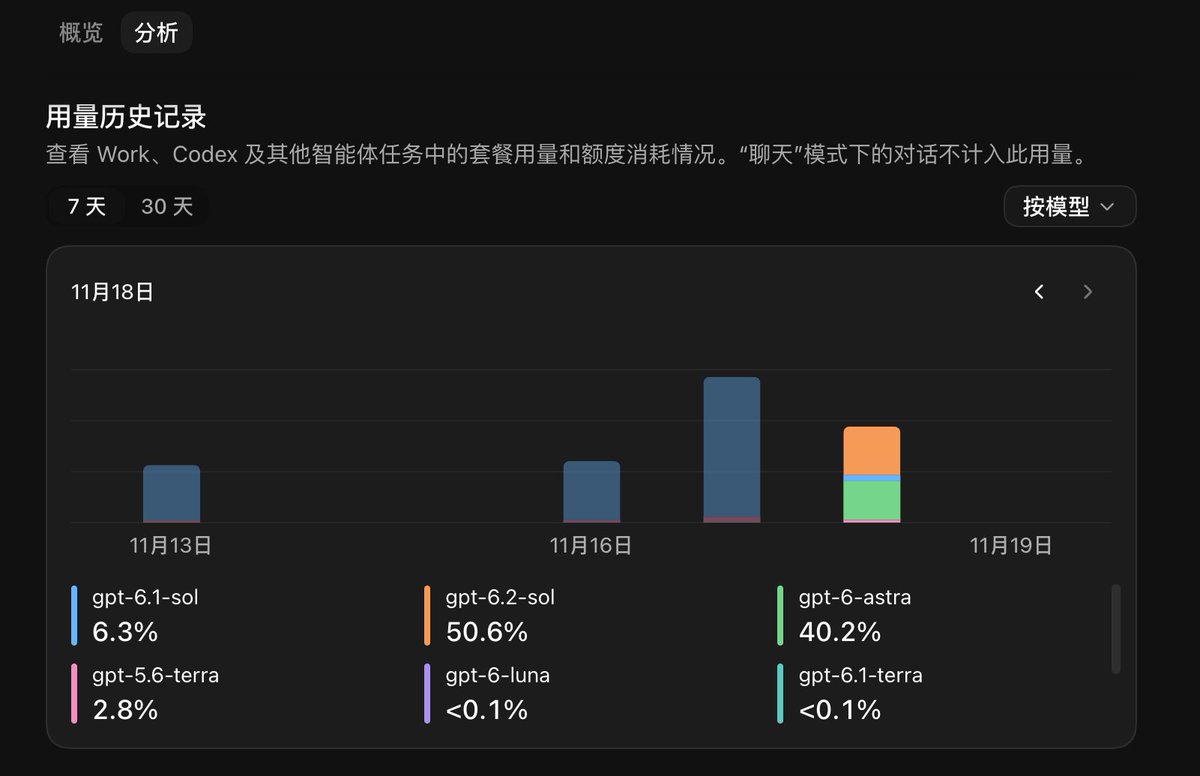 概览 分析
用量历史记录
查看 Work、Codex 及其他智能体任务中的套餐用量和额度消耗情况。“聊天”模式下的对话不计入此用量。
7 天 30 天 按模型
11月18日
11月13日 11月16日 11月19日
gpt-6.1-sol gpt-6.2-sol gpt-6-astra
6.3% 50.6% 40.2%
gpt-5.6-terra gpt-6-luna gpt-6.1-terra
2.8% <0.1% <0.1%